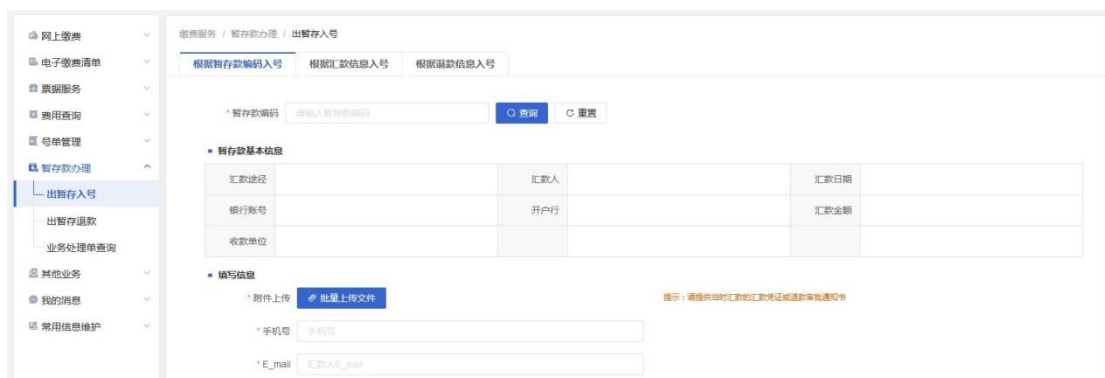 网上缴费
电子缴费清单
票据服务
费用查询
号单管理
暂存款办理
出暂存入号
出暂存退款
业务处理单查询
其他业务
我的消息
常用信息维护
缴费服务 / 暂存款办理 / 出暂存入号
根据暂存款编码入号 根据汇款信息入号 根据退款信息入号
*暂存款编码 请输入暂存款编码 查询 重置
暂存款基本信息
汇款途径 汇款人 汇款日期
银行账号 开户行 汇款金额
收款单位
填写信息
*附件上传 批量上传文件 提示:请提供当时汇款的汇款凭证或退款审批通知书
*手机号 手机号
*E_mail 汇款人E_mail